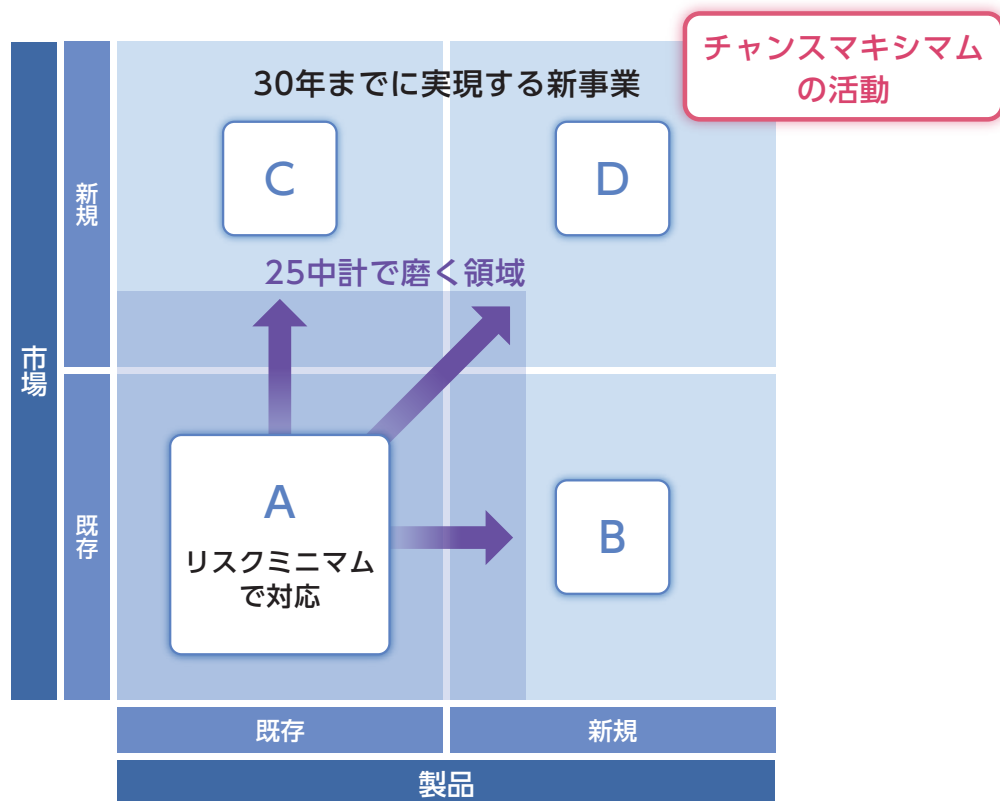 チャンスマキシマム
の活動
30年までに実現する新事業
C
D
25中計で磨く領域
新規
市場
既存
A
リスクミニマム
で対応
B
既存
新規
製品